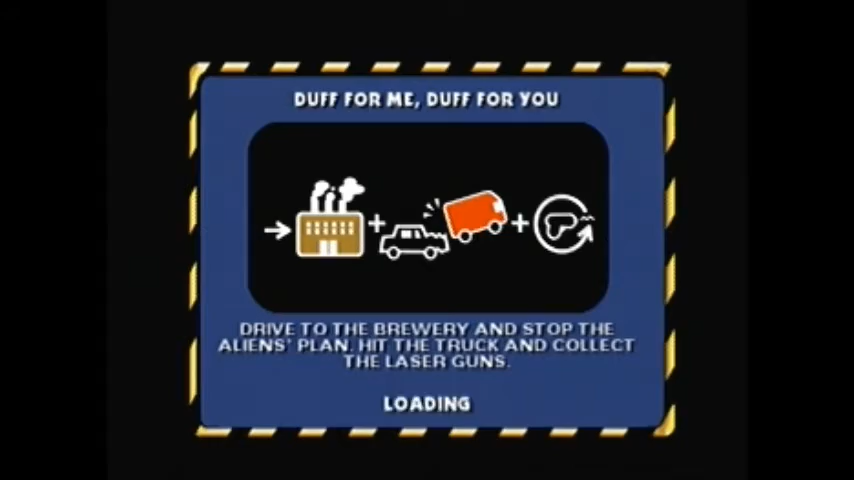 DUFF FOR ME, DUFF FOR YOU
DRIVE TO THE BREWERY AND STOP THE
ALIENS' PLAN. HIT THE TRUCK AND COLLECT
THE LASER GUNS.
LOADING